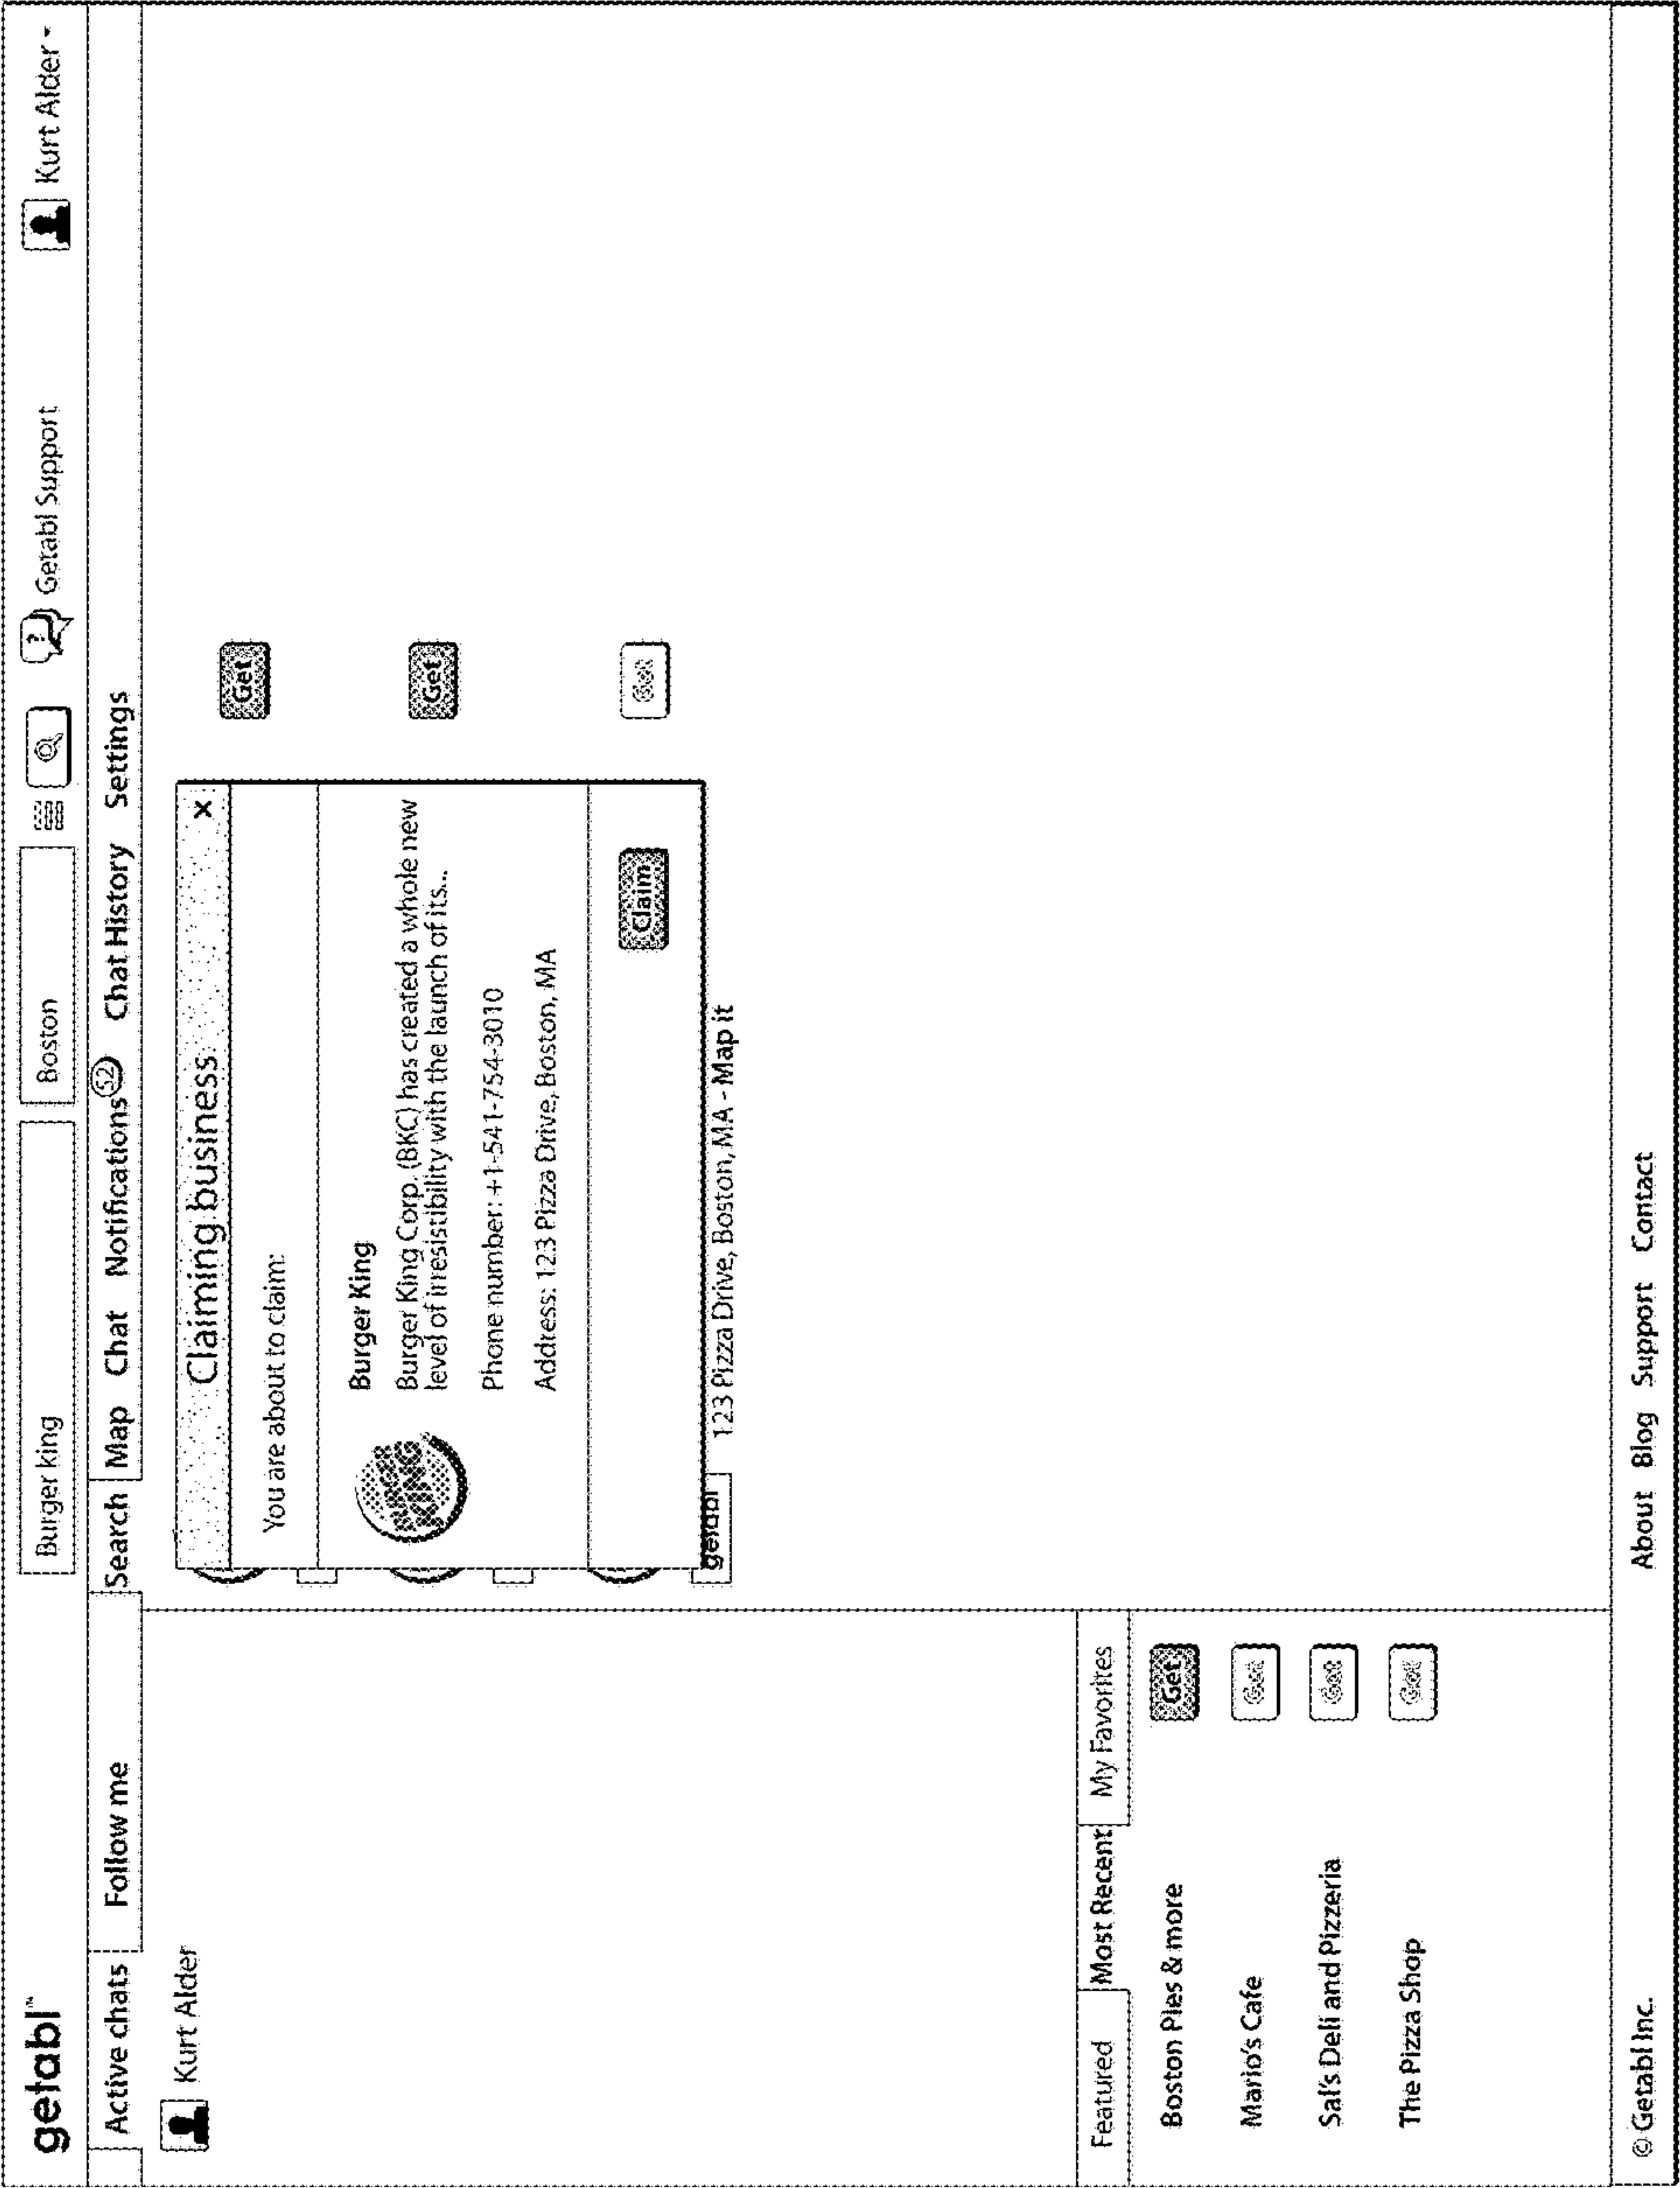 getabl™
Burger king
Boston
Getabl Support
Kurt Alder
Active chats
Follow me
Search
Map
Chat
Notifications 52
Chat History
Settings
Kurt Alder
Claiming business
x
You are about to claim:
BURGER
KING
Burger King
Burger King Corp. (BKC) has created a whole new
level of irresistibility with the launch of its...
Phone number: +1-541-754-3010
Address: 123 Pizza Drive, Boston, MA
Claim
Get
Get
Get
getabl
123 Pizza Drive, Boston, MA - Map it
Featured
Most Recent
My Favorites
Boston Pies & more
Get
Mario's Cafe
Get
Sal's Deli and Pizzeria
Get
The Pizza Shop
Get
© Getabl Inc.
About
Blog
Support
Contact